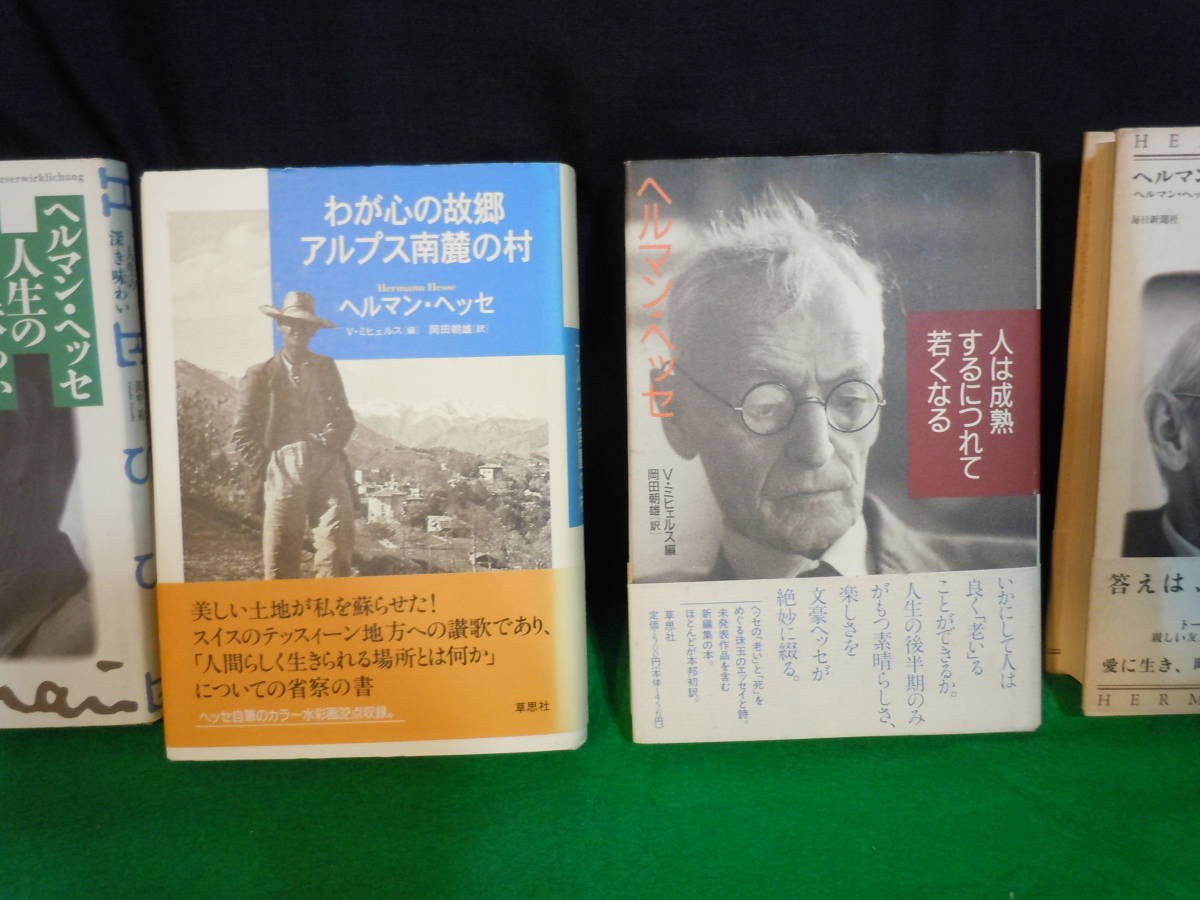 ヘルマン・ヘッセ
人生の
深き味わい
わが心の故郷
アルプス南麓の村
Hermann Hesse
ヘルマン・ヘッセ
V・ミヒェルス[編] 岡田朝雄[訳]
美しい土地が私を蘇らせた!
スイスのテッスィーン地方への讃歌であり、
「人間らしく生きられる場所とは何か」
についての省察の書
ヘッセ自筆のカラー水彩画32点収録。
草思社
ヘルマン・ヘッセ
人は成熟
するにつれて
若くなる
V・ミヒェルス編
岡田朝雄[訳]
いかにして人は
良く「老いる」
ことができるか。
人生の後半期のみ
がもつ素晴らしさ、
楽しさを
文豪ヘッセが
絶妙に綴る。
ヘッセの「老い」と「死」を
めぐる珠玉のエッセイと詩。
未発表作品を含む
新編集の本。
ほとんどが本邦初訳。
草思社
HE
ヘルマン
ヘルマン・ヘッ
毎日新聞社
答えは、
親しい友
愛に生き、
HERM